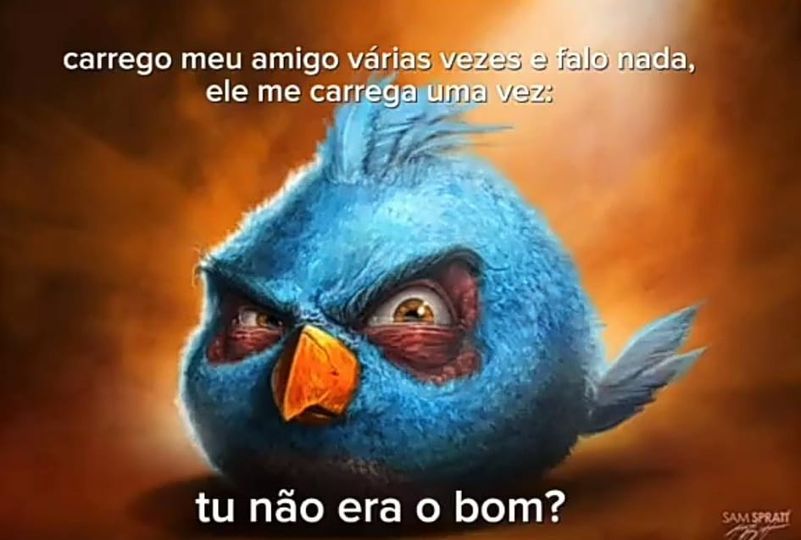 carrego meu amigo várias vezes e falo nada,
ele me carrega uma vez:
tu não era o bom?
SAM SPRATT